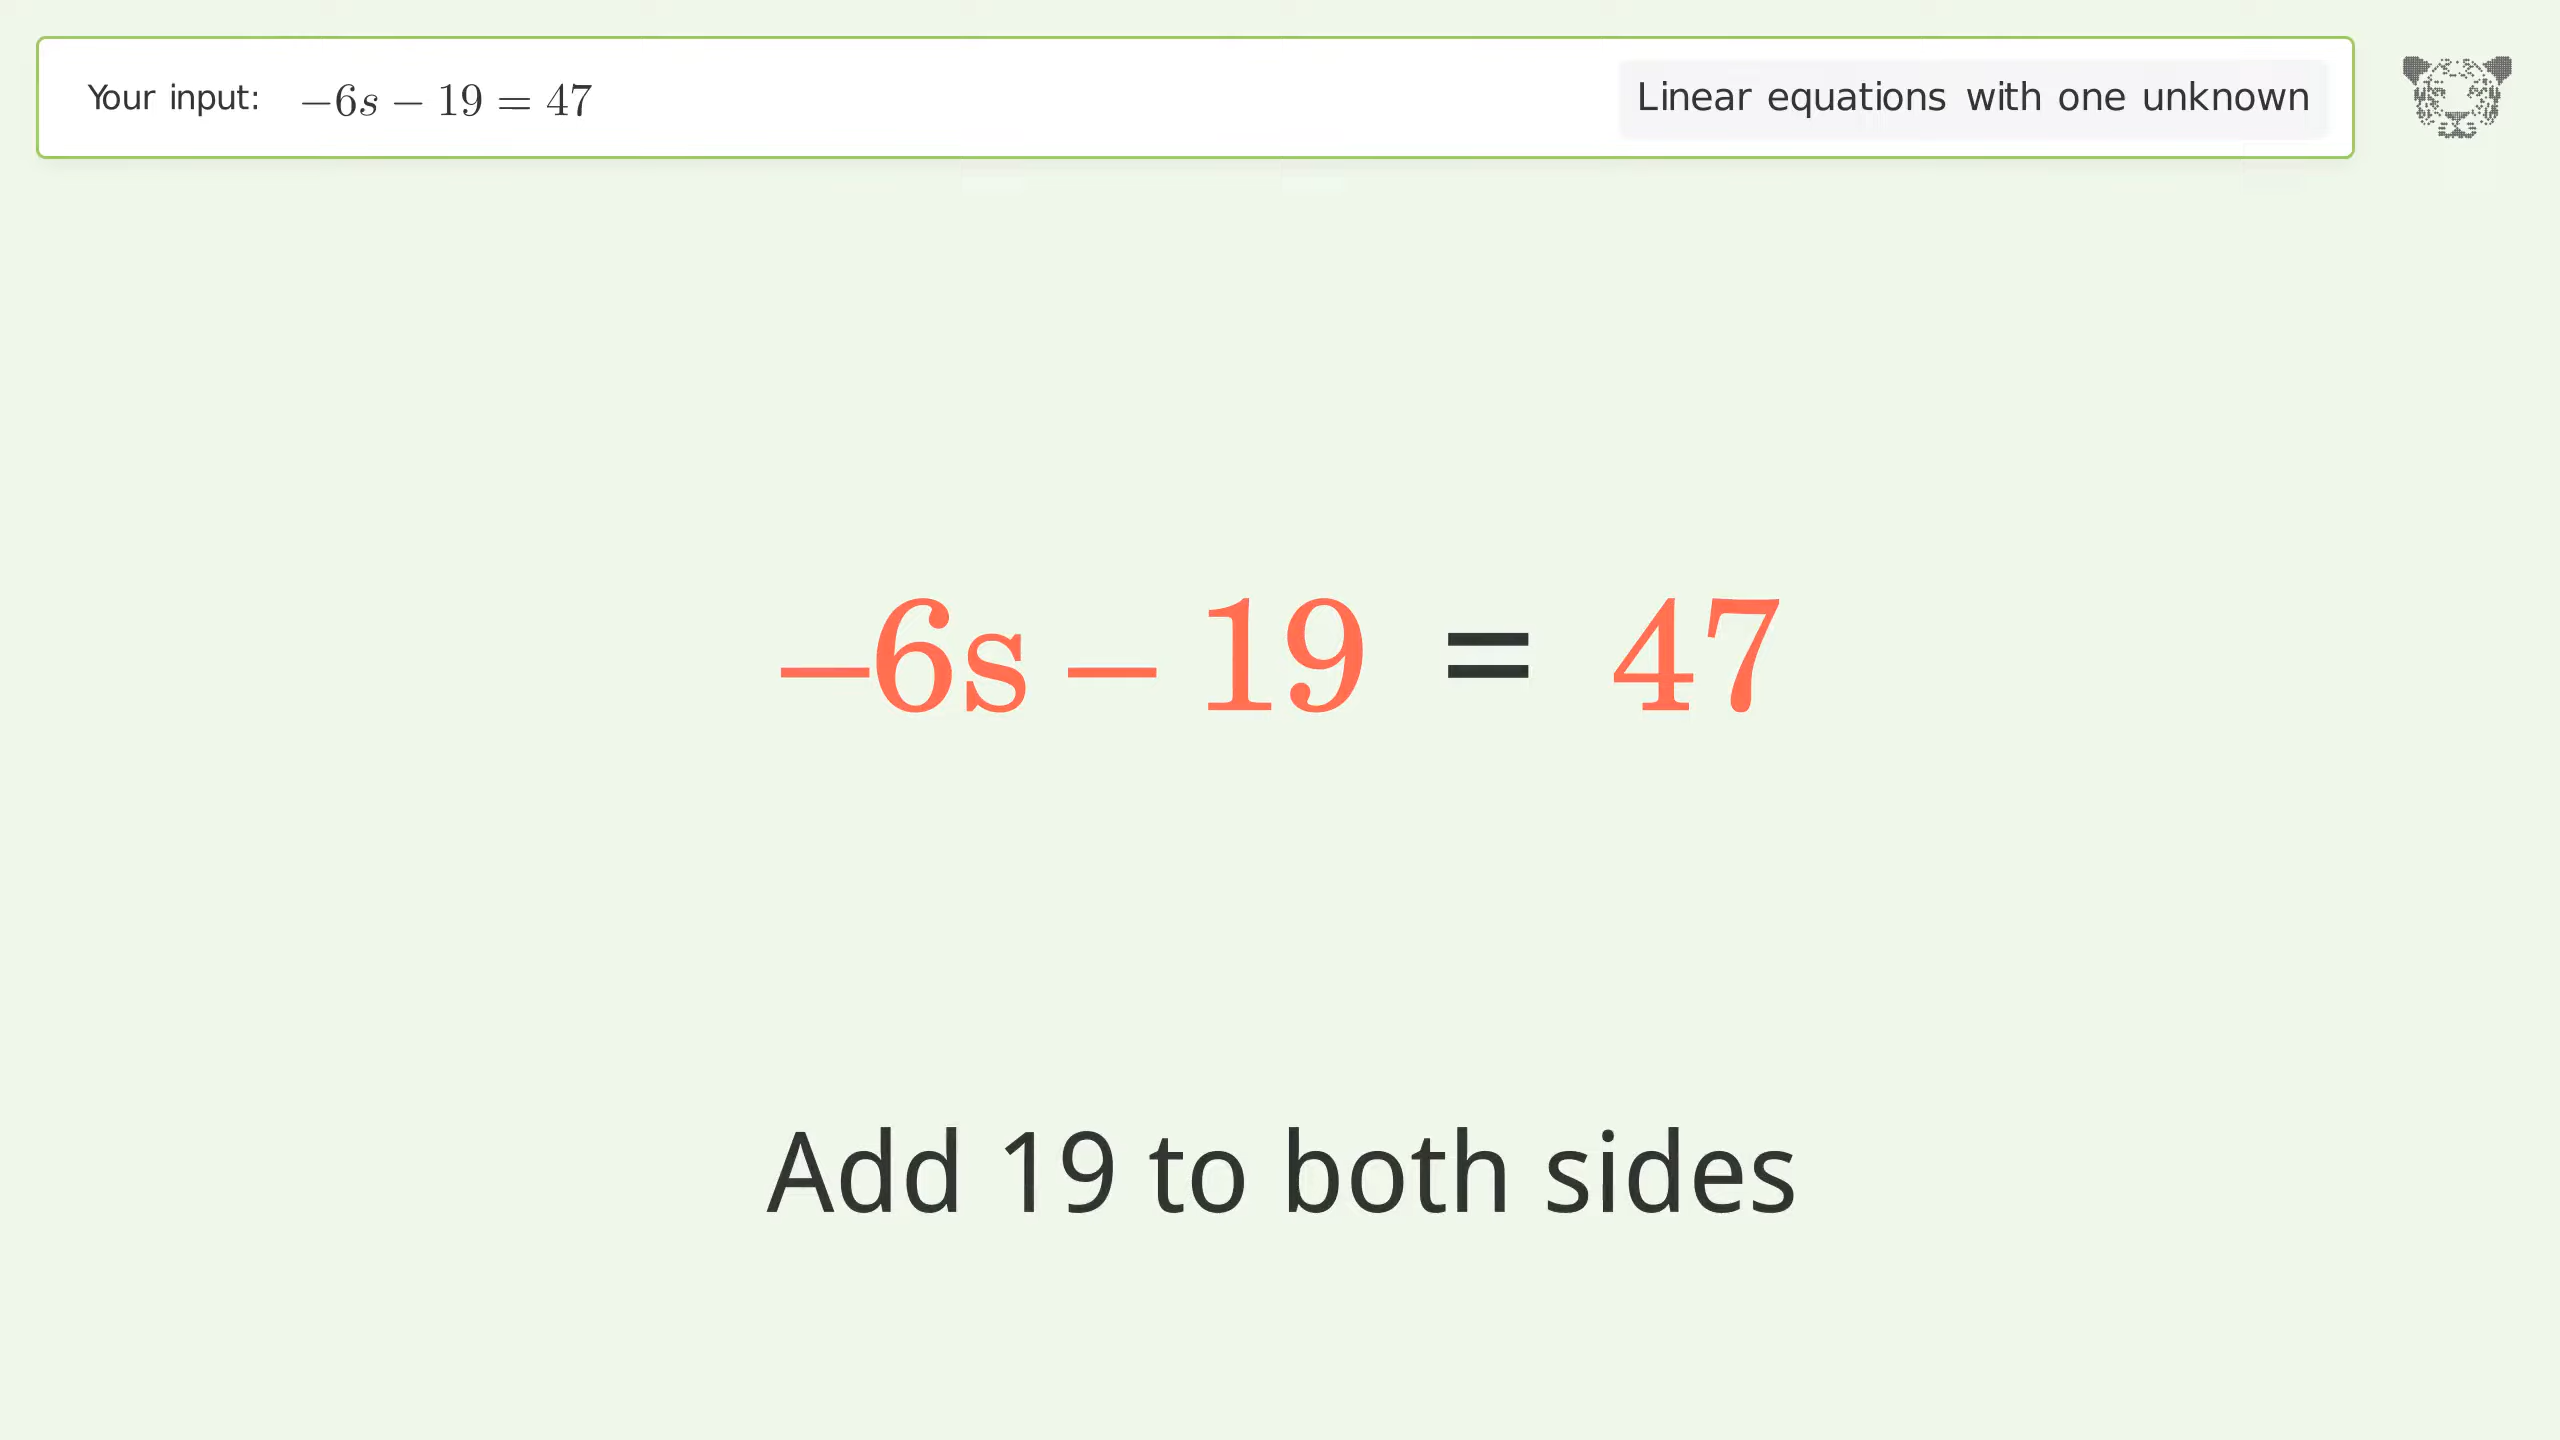 Your input: −6s − 19 = 47
Linear equations with one unknown
−6s − 19 = 47
Add 19 to both sides